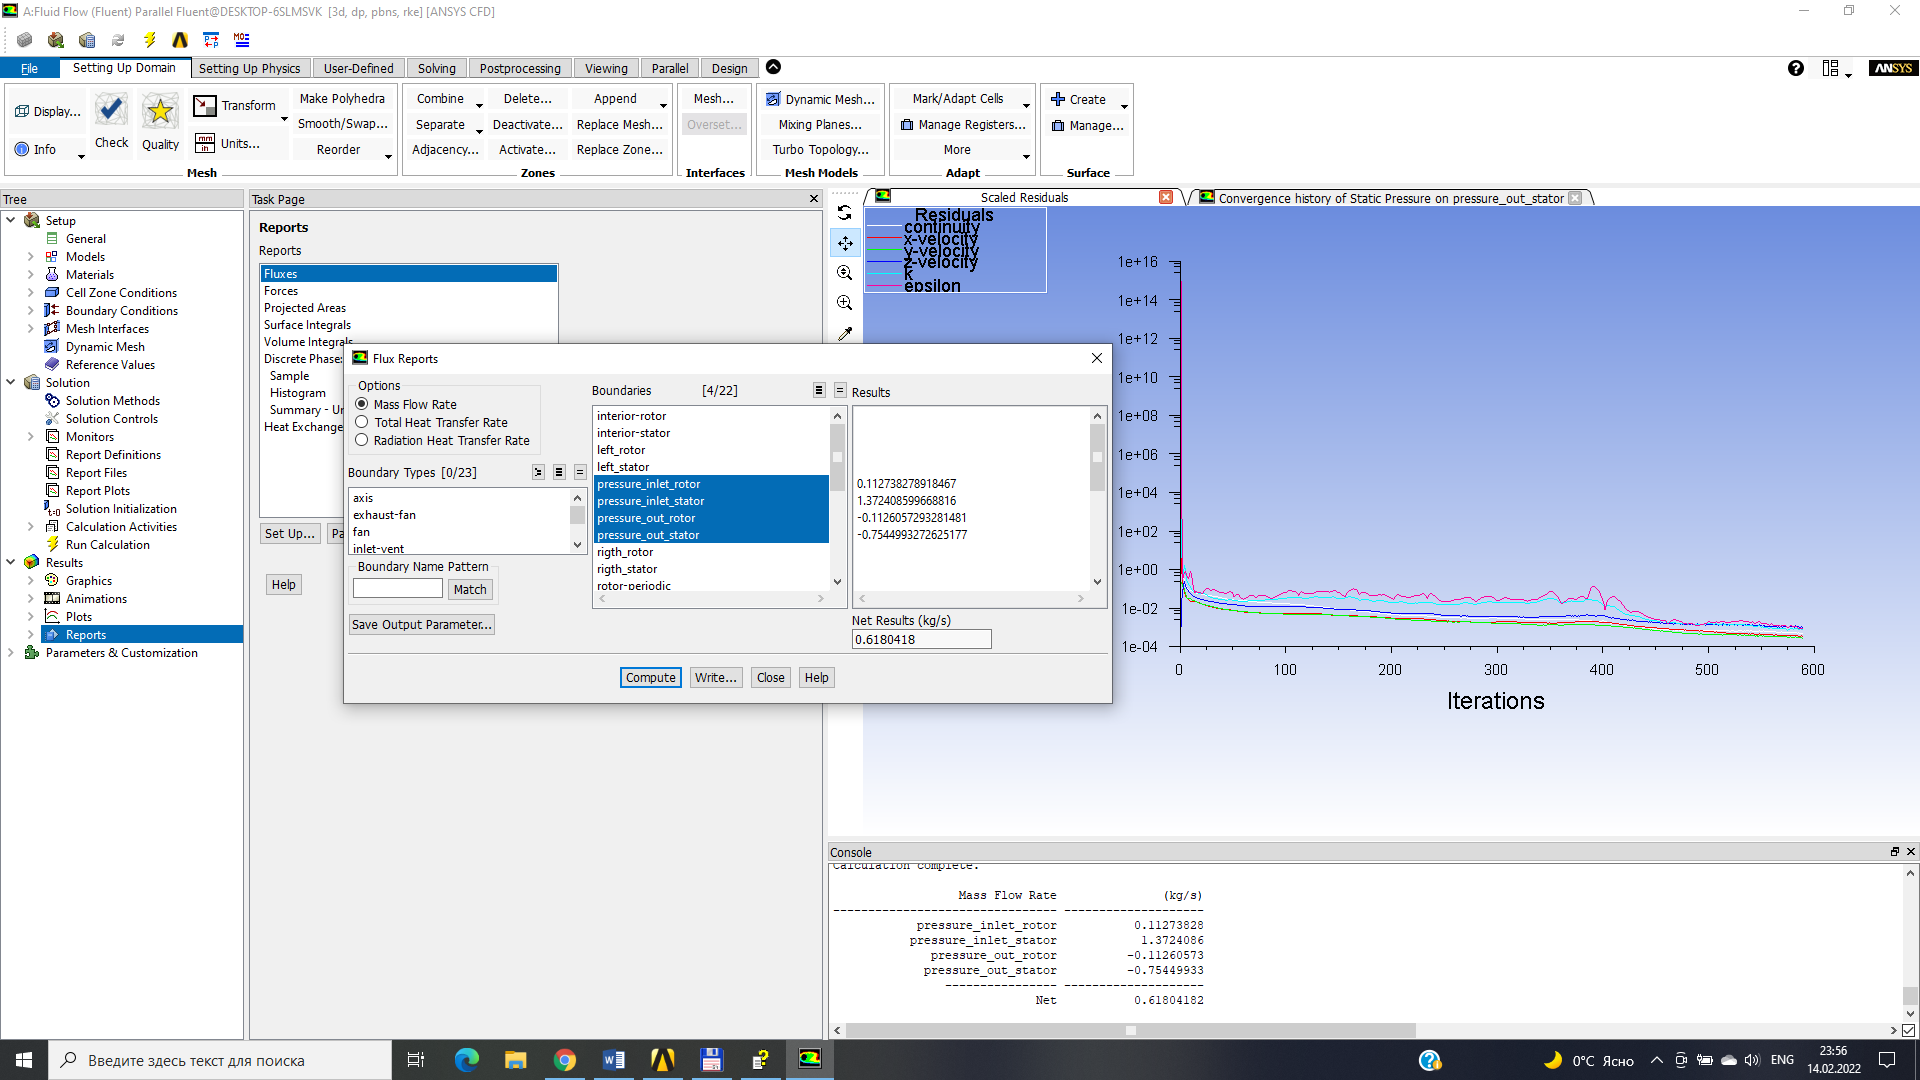 A:Fluid Flow (Fluent) Parallel Fluent@DESKTOP-6SLMSVK [3d, dp, pbns, rke] [ANSYS CFD]
File
Setting Up Domain
Setting Up Physics
User-Defined
Solving
Postprocessing
Viewing
Parallel
Design
ANSYS
Display...
Info
Check
Quality
Transform
Units...
Make Polyhedra
Smooth/Swap...
Reorder
Mesh
Combine
Separate
Adjacency...
Delete...
Deactivate...
Activate...
Append
Replace Mesh...
Replace Zone...
Zones
Mesh...
Overset...
Interfaces
Dynamic Mesh...
Mixing Planes...
Turbo Topology...
Mesh Models
Mark/Adapt Cells
Manage Registers...
More
Adapt
Create
Manage...
Surface
Tree
Setup
General
Models
Materials
Cell Zone Conditions
Boundary Conditions
Mesh Interfaces
Dynamic Mesh
Reference Values
Solution
Solution Methods
Solution Controls
Monitors
Report Definitions
Report Files
Report Plots
Solution Initialization
Calculation Activities
Run Calculation
Results
Graphics
Animations
Plots
Reports
Parameters & Customization
Task Page
Reports
Reports
Fluxes
Forces
Projected Areas
Surface Integrals
Volume Integrals
Discrete Phase:
Sample
Histogram
Summary - Un
Heat Exchange
Set Up...
Pa
Help
Flux Reports
Options
Mass Flow Rate
Total Heat Transfer Rate
Radiation Heat Transfer Rate
Boundary Types [0/23]
axis
exhaust-fan
fan
inlet-vent
Boundary Name Pattern
Match
Save Output Parameter...
Boundaries [4/22]
interior-rotor
interior-stator
left_rotor
left_stator
pressure_inlet_rotor
pressure_inlet_stator
pressure_out_rotor
pressure_out_stator
rigth_rotor
rigth_stator
rotor-periodic
Results
0.112738278918467
1.372408599668816
-0.1126057293281481
-0.7544993272625177
Net Results (kg/s)
0.6180418
Compute
Write...
Close
Help
Scaled Residuals
Convergence history of Static Pressure on pressure_out_stator
Residuals
continuity
x-velocity
y-velocity
z-velocity
k
epsilon
1e+16
1e+14
1e+12
1e+10
1e+08
1e+06
1e+04
1e+02
1e+00
1e-02
1e-04
0 100 200 300 400 500 600
Iterations
Console
Calculation complete.
Mass Flow Rate (kg/s)
-------------------------------- --------------------
pressure_inlet_rotor 0.11273828
pressure_inlet_stator 1.3724086
pressure_out_rotor -0.11260573
pressure_out_stator -0.75449933
---------------- --------------------
Net 0.61804182
Введите здесь текст для поиска
0°C Ясно
ENG
23:56
14.02.2022